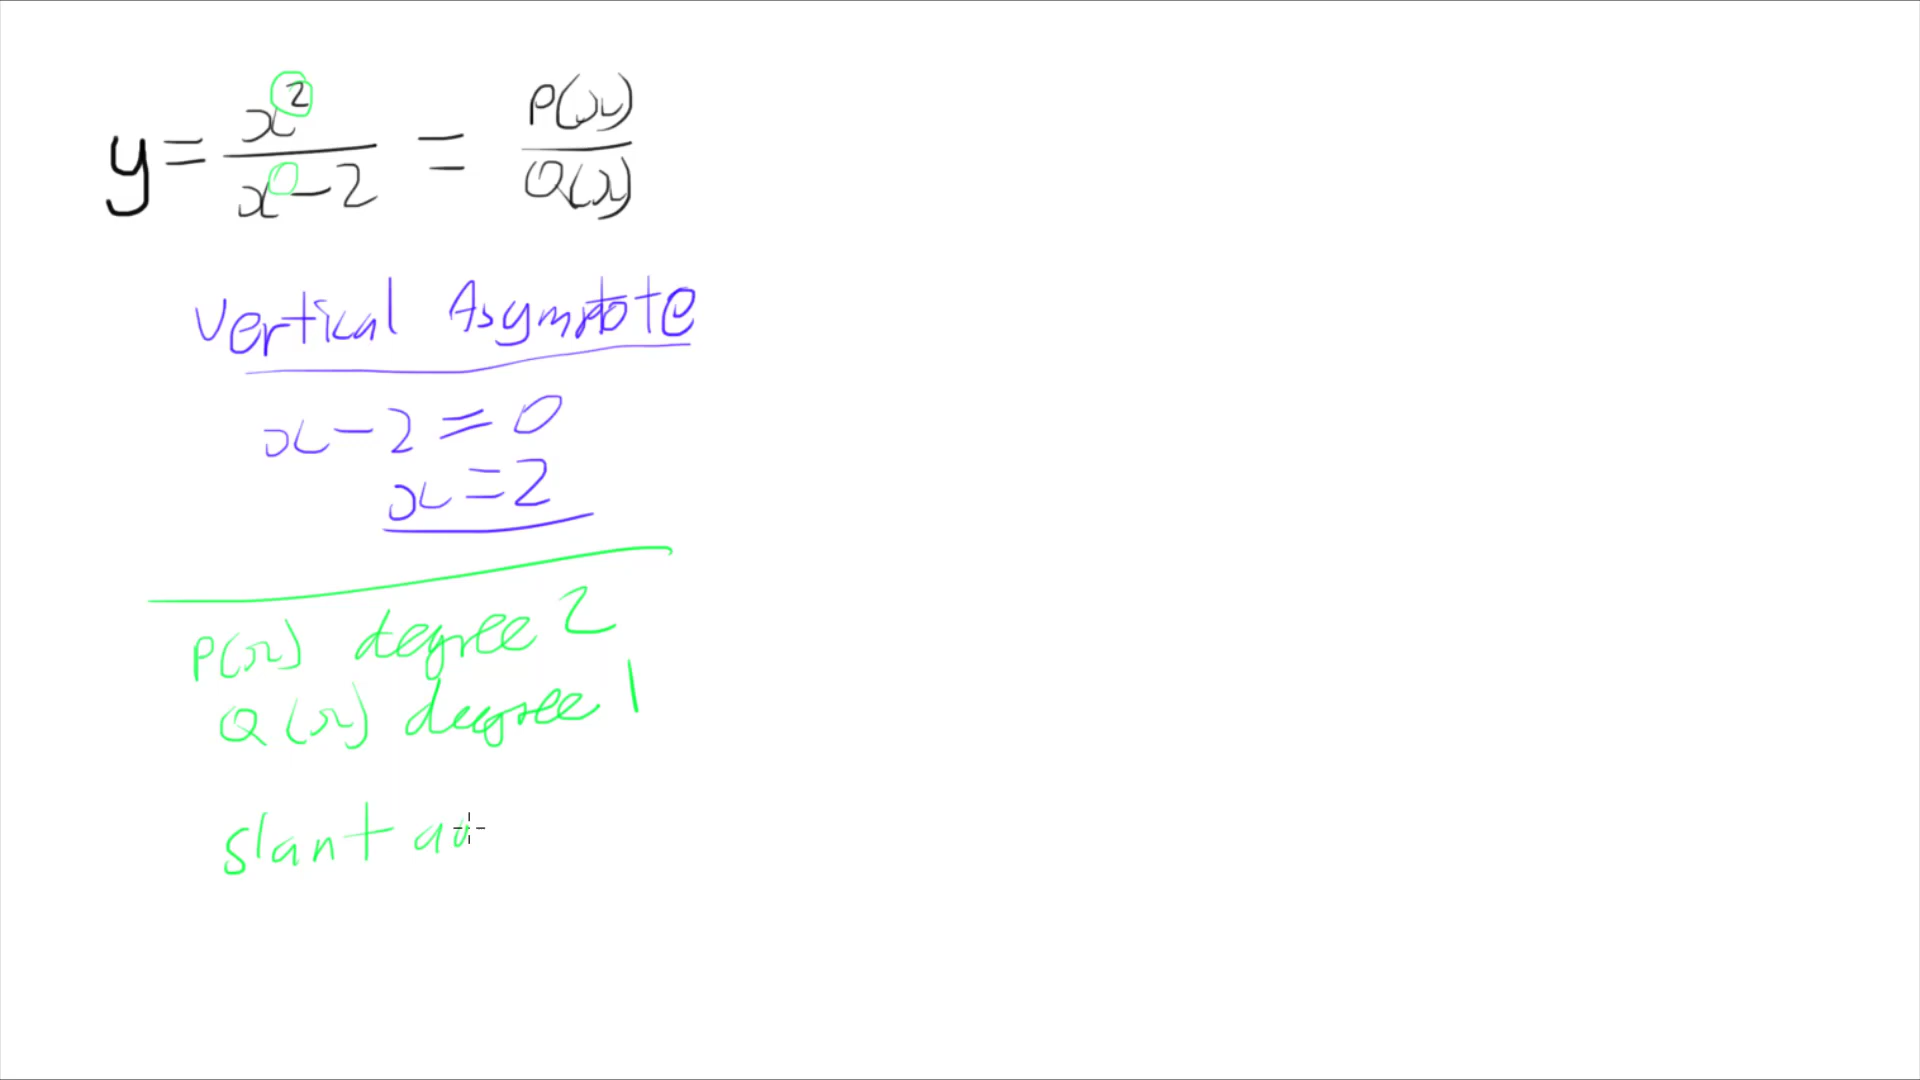 y = x²/(x-2) = P(x)/Q(x)
Vertical Asymptote
x-2=0
x=2
P(x) degree 2
Q(x) degree 1
slant